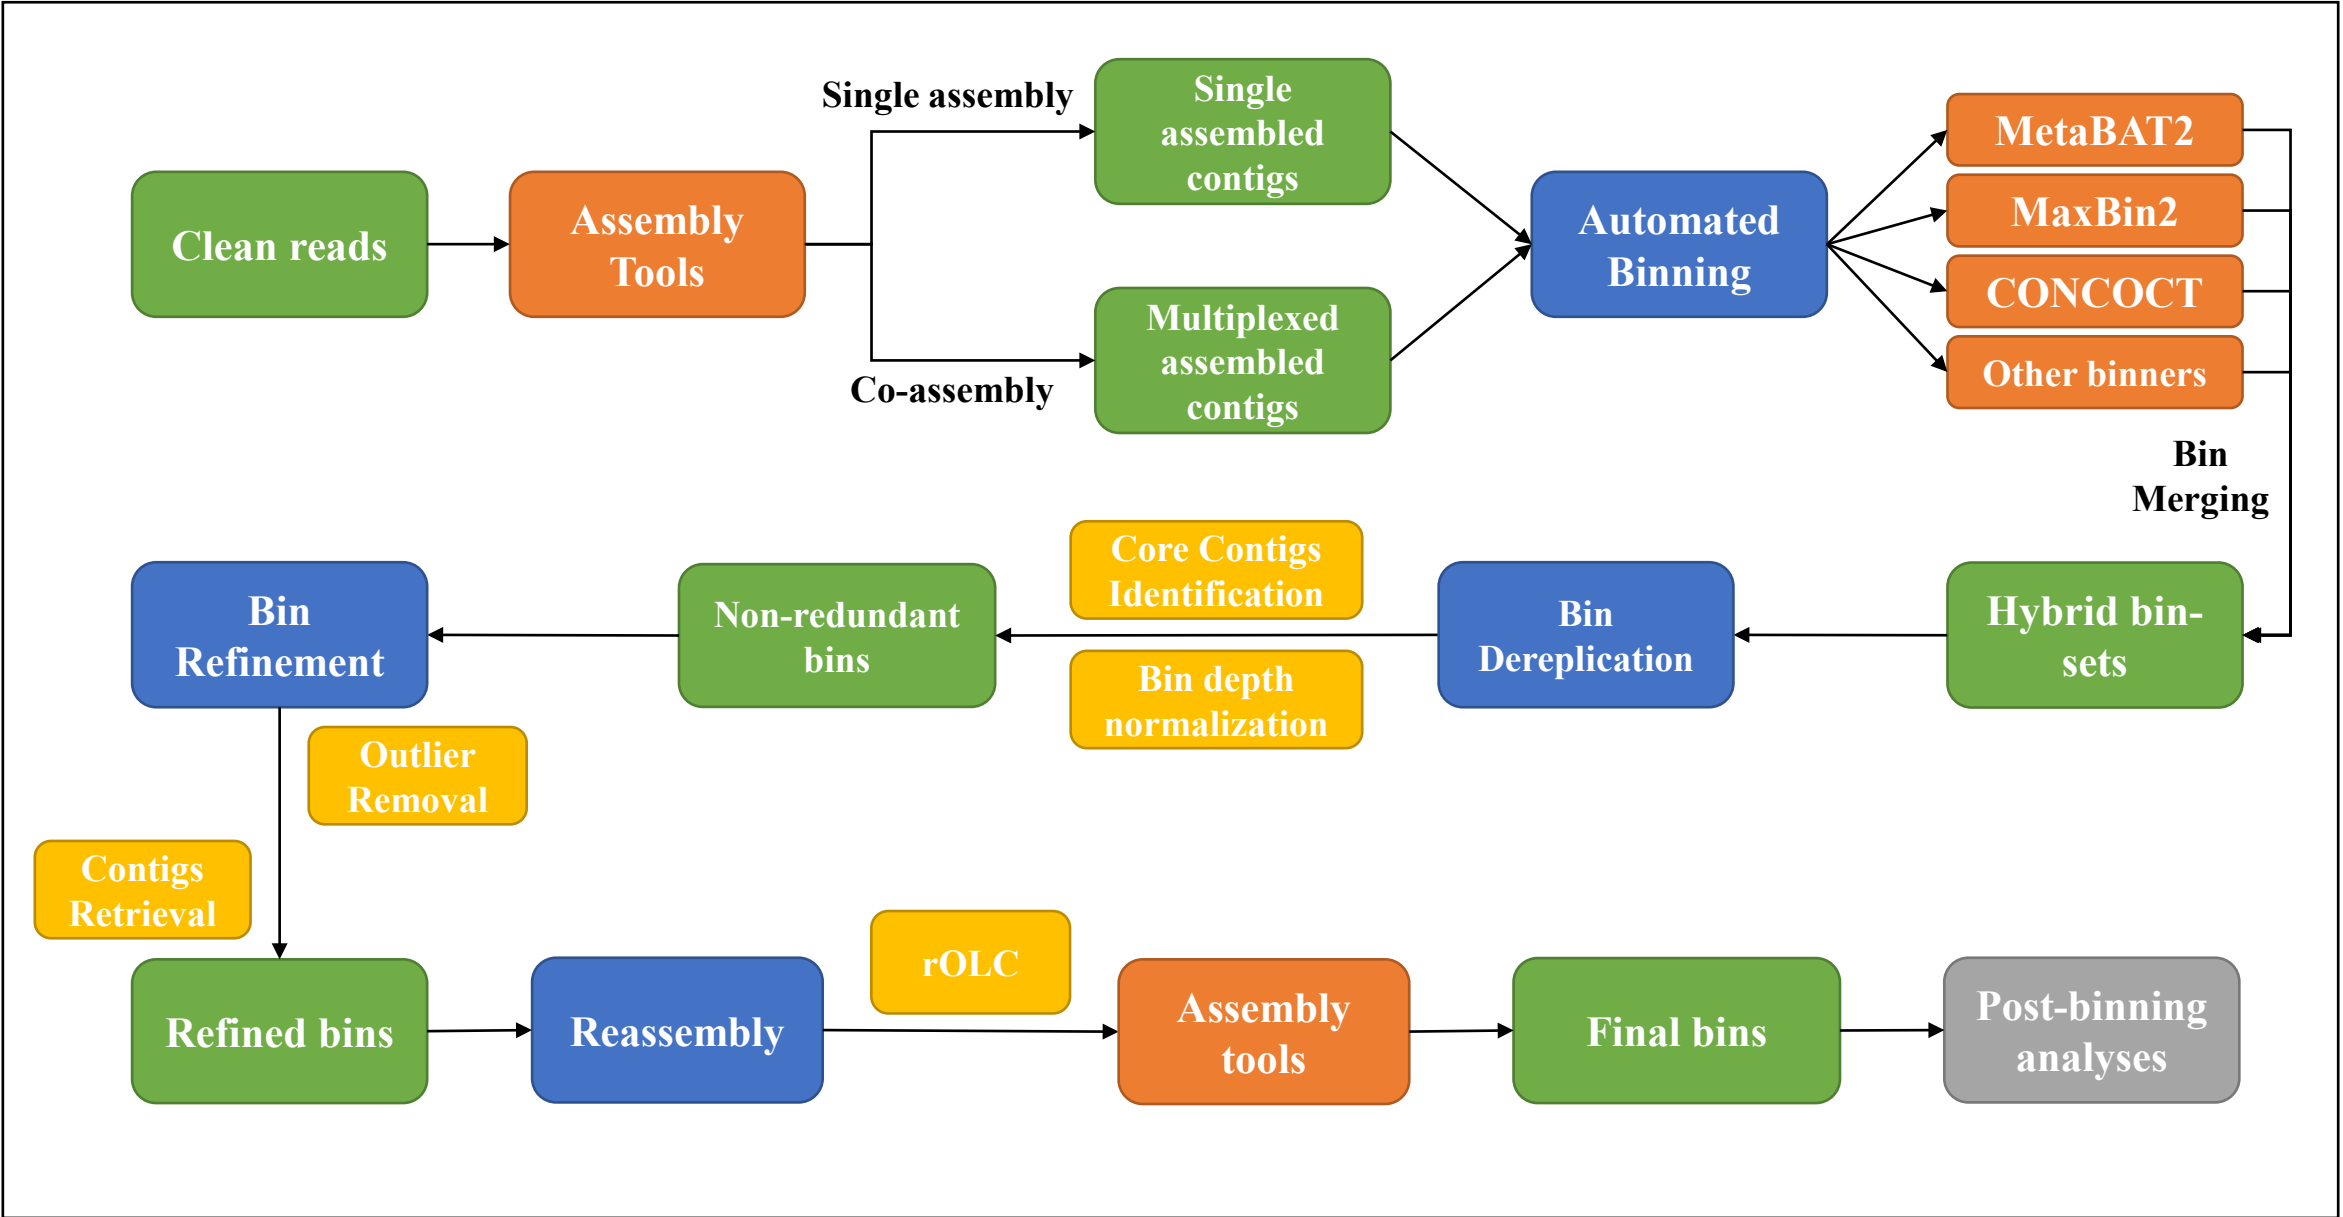 Clean reads
Assembly
Tools
Single assembly
Co-assembly
Single
assembled
contigs
Multiplexed
assembled
contigs
Automated
Binning
MetaBAT2
MaxBin2
CONCOCT
Other binners
Bin
Merging
Hybrid bin-
sets
Bin
Dereplication
Core Contigs
Identification
Bin depth
normalization
Non-redundant
bins
Bin
Refinement
Outlier
Removal
Contigs
Retrieval
Refined bins
Reassembly
rOLC
Assembly
tools
Final bins
Post-binning
analyses